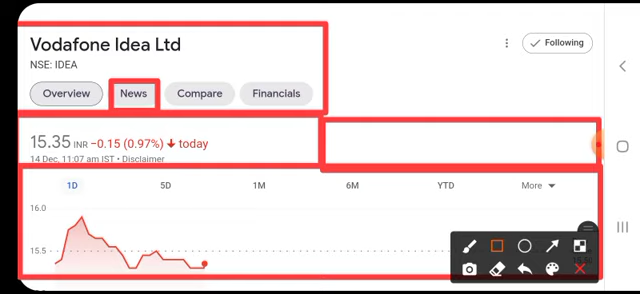 Vodafone Idea Ltd
Following
NSE: IDEA
Overview News Compare Financials
15.35 INR −0.15 (0.97%) ↓ today
14 Dec, 11:07 am IST • Disclaimer
1D 5D 1M 6M YTD More
16.0
15.5